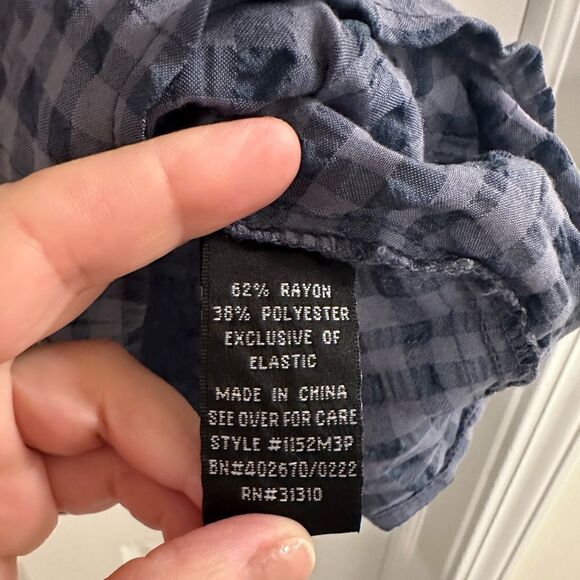 62% RAYON
38% POLYESTER
EXCLUSIVE OF
ELASTIC
MADE IN CHINA
SEE OVER FOR CARE
STYLE #1152M3P
BN#402670/0222
RN#31310